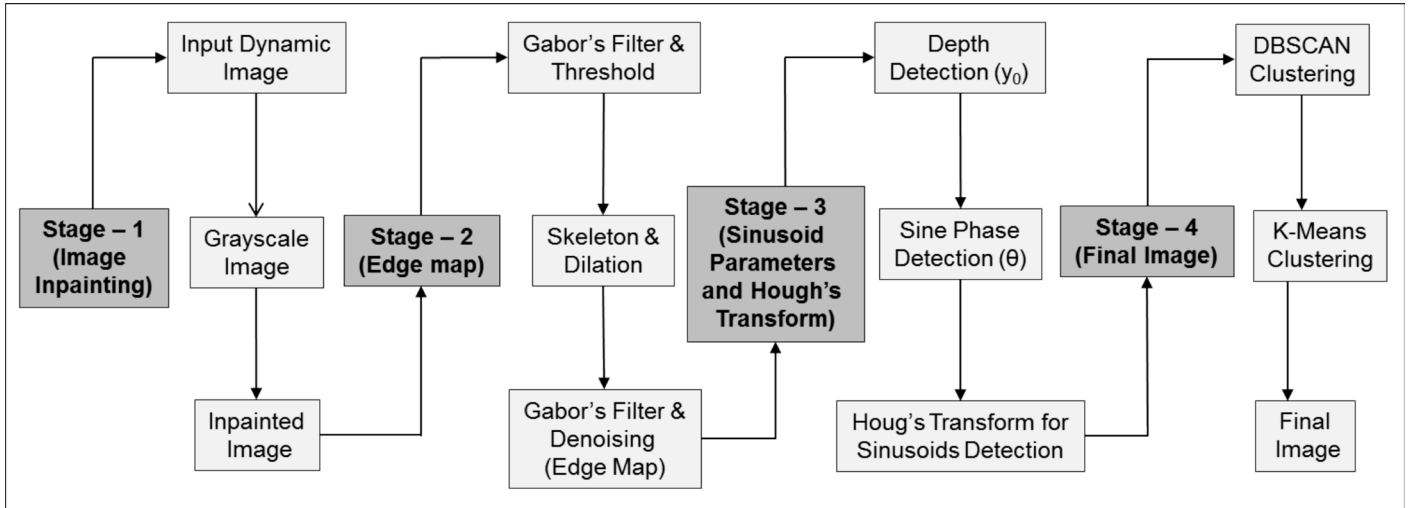 Stage – 1
(Image
Inpainting)
Input Dynamic
Image
Grayscale
Image
Inpainted
Image
Stage – 2
(Edge map)
Gabor's Filter &
Threshold
Skeleton &
Dilation
Gabor's Filter &
Denoising
(Edge Map)
Stage – 3
(Sinusoid
Parameters
and Hough's
Transform)
Depth
Detection (y₀)
Sine Phase
Detection (θ)
Houg's Transform for
Sinusoids Detection
Stage – 4
(Final Image)
DBSCAN
Clustering
K-Means
Clustering
Final
Image